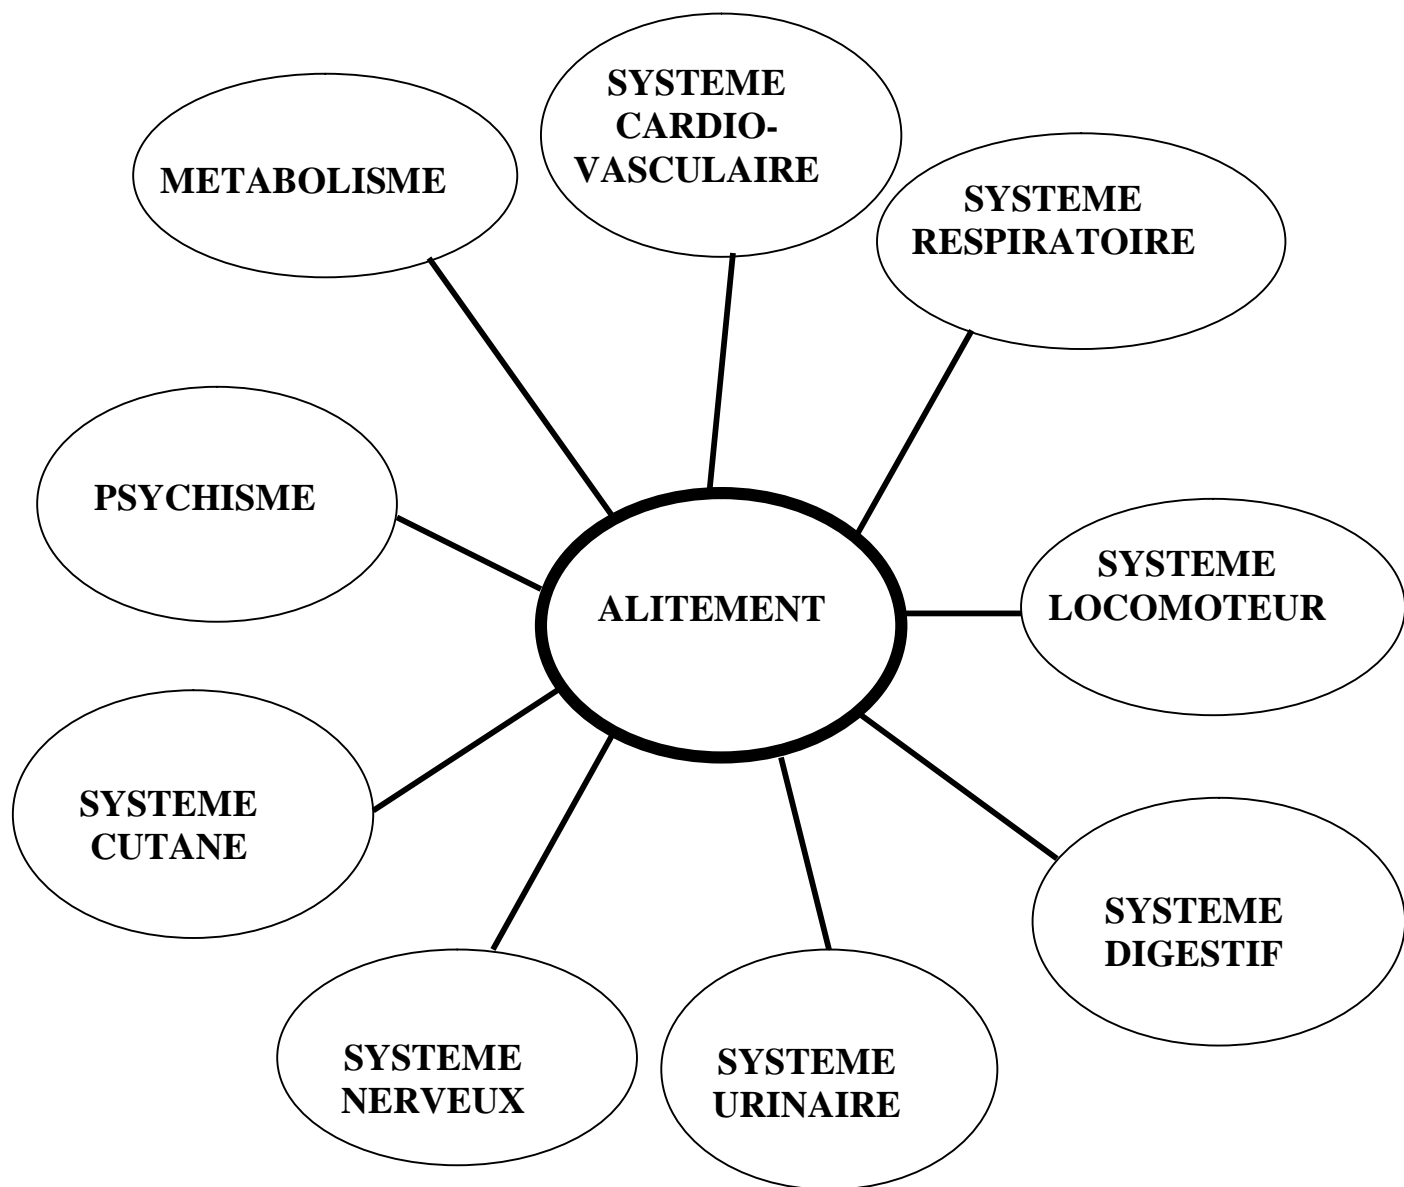 SYSTEME
CARDIO-
VASCULAIRE
METABOLISME
SYSTEME
RESPIRATOIRE
PSYCHISME
ALITEMENT
SYSTEME
LOCOMOTEUR
SYSTEME
CUTANE
SYSTEME
DIGESTIF
SYSTEME
NERVEUX
SYSTEME
URINAIRE